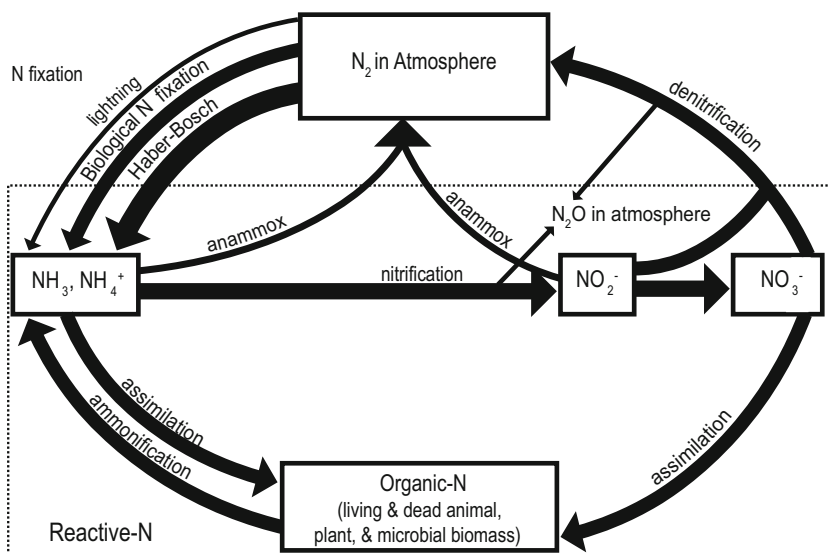 N₂ in Atmosphere
N fixation
lightning
Biological N fixation
Haber-Bosch
denitrification
anammox
anammox
N₂O in atmosphere
NH₃, NH₄⁺
nitrification
NO₂⁻
NO₃⁻
assimilation
ammonification
assimilation
Organic-N
(living & dead animal,
plant, & microbial biomass)
Reactive-N